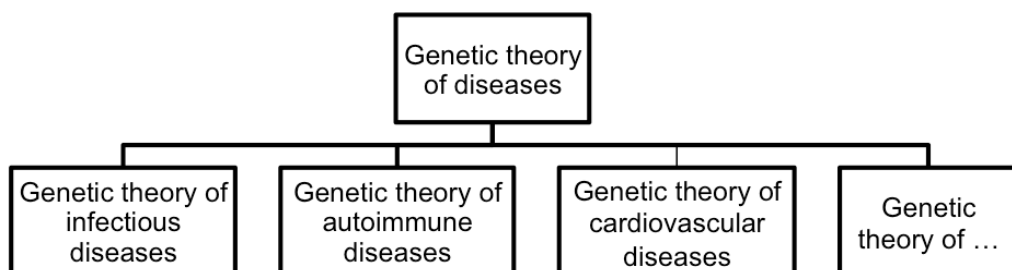 Genetic theory
of diseases
Genetic theory of
infectious
diseases
Genetic theory of
autoimmune
diseases
Genetic theory of
cardiovascular
diseases
Genetic
theory of …